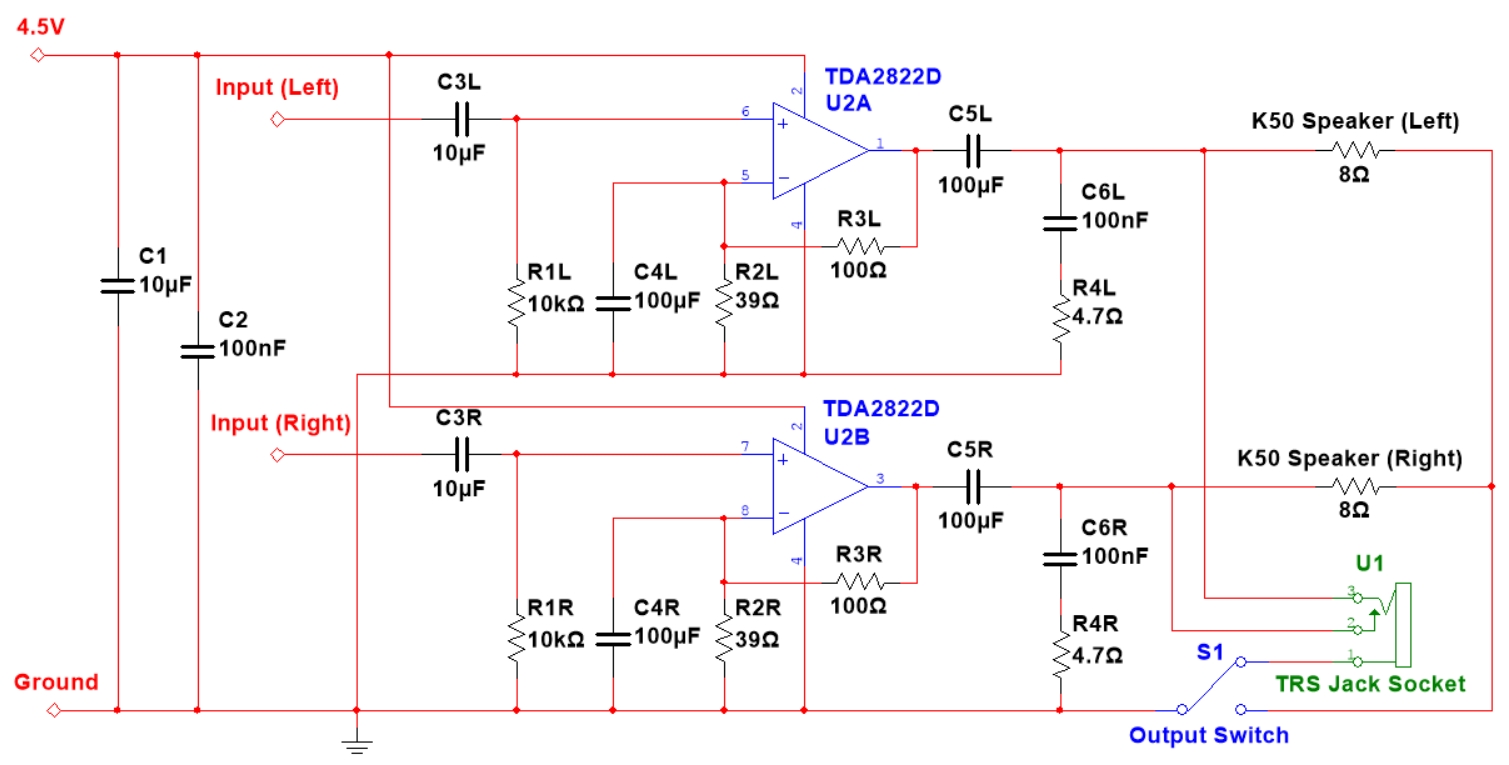 4.5V
Input (Left)
C3L
10µF
TDA2822D
U2A
2
6
5
1
4
C5L
100µF
K50 Speaker (Left)
8Ω
C6L
100nF
R3L
100Ω
C1
10µF
R1L
10kΩ
C4L
100µF
R2L
39Ω
R4L
4.7Ω
C2
100nF
Input (Right)
C3R
10µF
TDA2822D
U2B
2
7
8
3
4
C5R
100µF
K50 Speaker (Right)
8Ω
C6R
100nF
R3R
100Ω
U1
3
2
1
R1R
10kΩ
C4R
100µF
R2R
39Ω
R4R
4.7Ω
S1
TRS Jack Socket
Ground
Output Switch